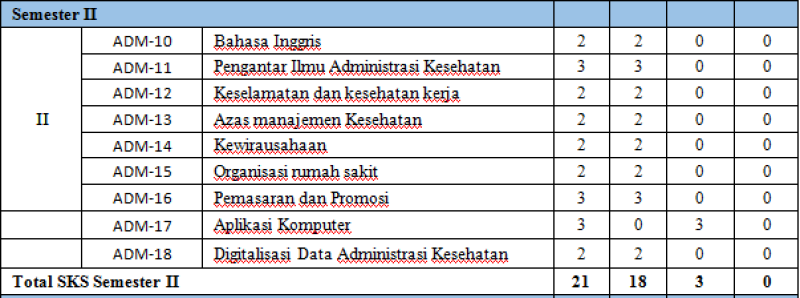 Semester II
ADM-10 Bahasa Inggris 2 2 0 0
ADM-11 Pengantar Ilmu Administrasi Kesehatan 3 3 0 0
ADM-12 Keselamatan dan kesehatan kerja 2 2 0 0
II ADM-13 Azas manajemen Kesehatan 2 2 0 0
ADM-14 Kewirausahaan 2 2 0 0
ADM-15 Organisasi rumah sakit 2 2 0 0
ADM-16 Pemasaran dan Promosi 3 3 0 0
ADM-17 Aplikasi Komputer 3 0 3 0
ADM-18 Digitalisasi Data Administrasi Kesehatan 2 2 0 0
Total SKS Semester II 21 18 3 0